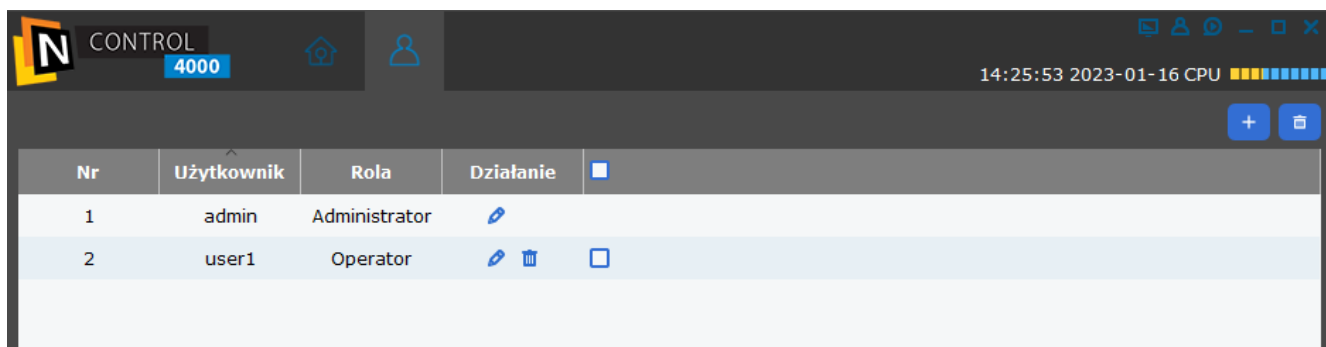 N CONTROL
4000
14:25:53 2023-01-16 CPU
Nr Użytkownik Rola Działanie
1 admin Administrator
2 user1 Operator